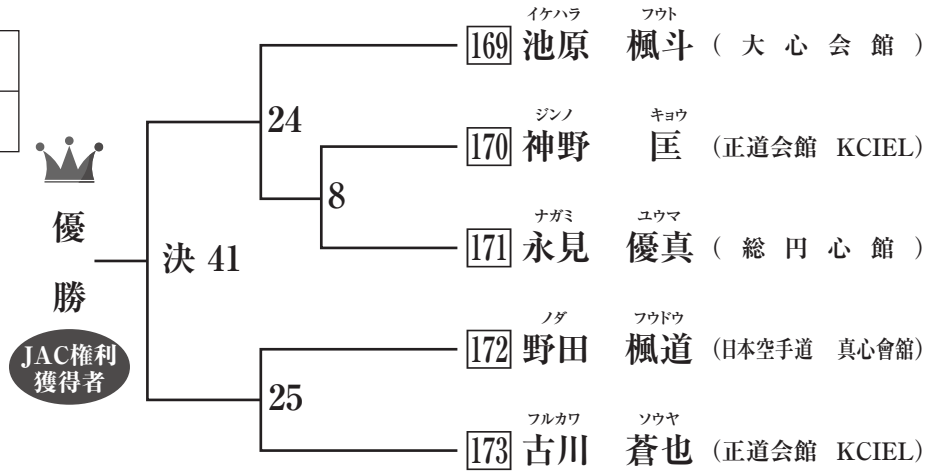 イケハラ フウト
169 池原 楓斗 (大心会館)
24
ジンノ キョウ
170 神野 匡 (正道会館 KCIEL)
8
ナガミ ユウマ
171 永見 優真 (総円心館)
優勝
決 41
JAC権利
獲得者
ノダ フウドウ
172 野田 楓道 (日本空手道 真心會舘)
25
フルカワ ソウヤ
173 古川 蒼也 (正道会館 KCIEL)